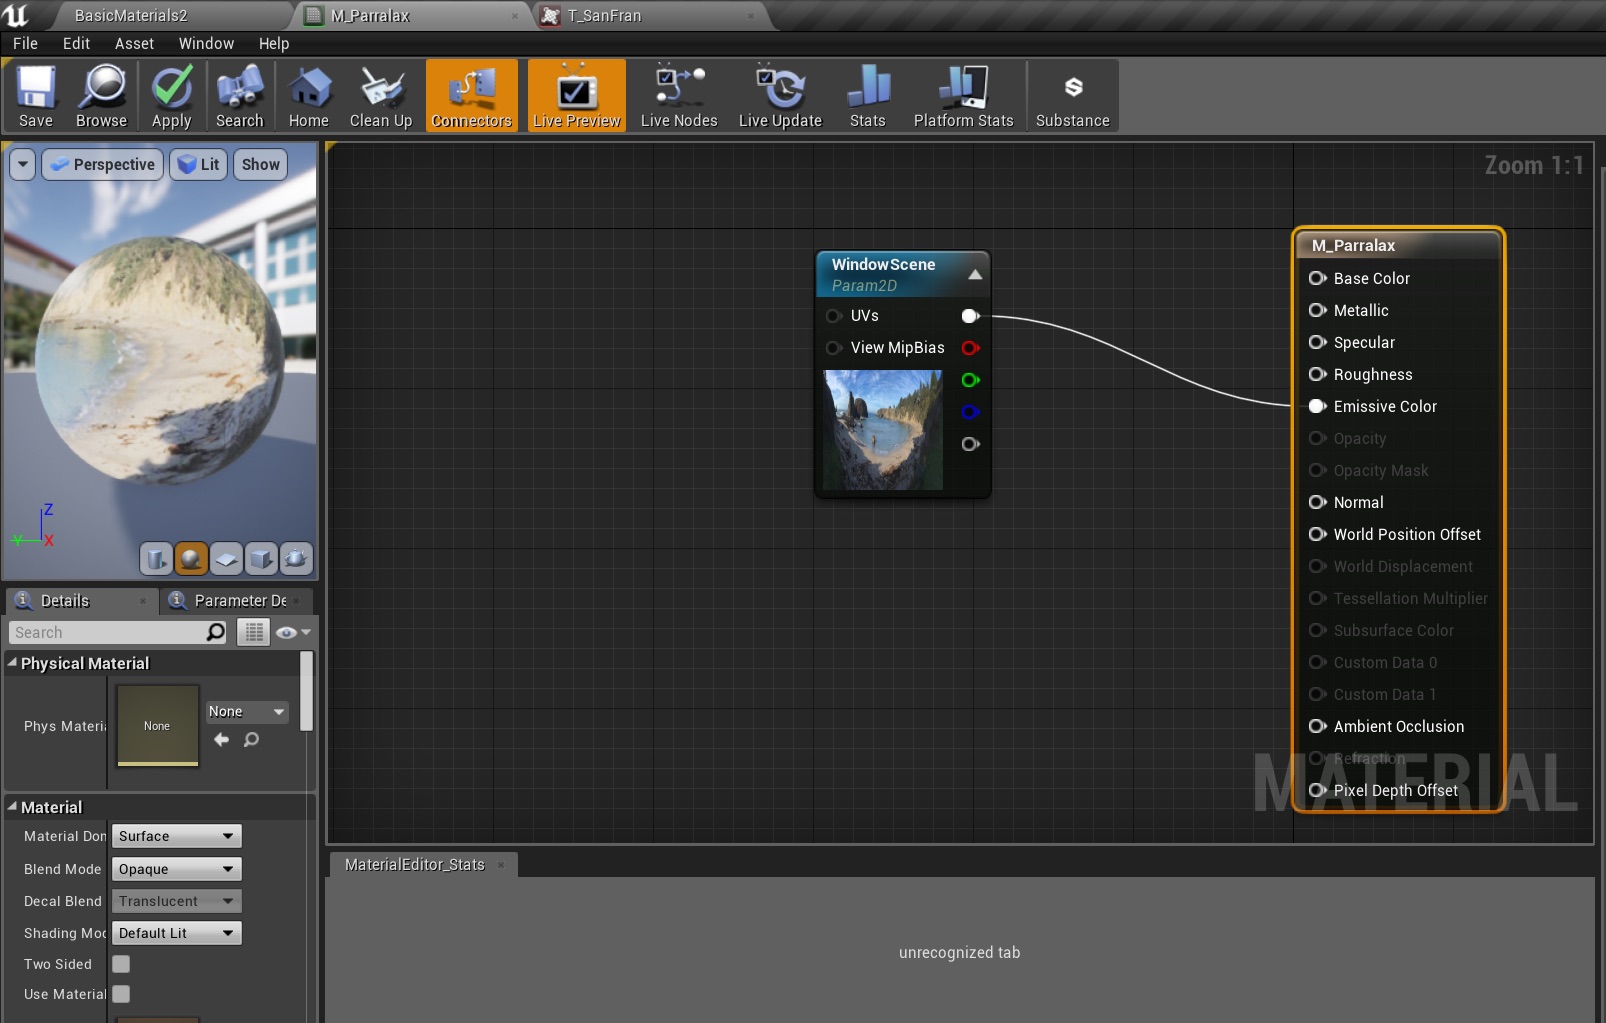 BasicMaterials2
M_Parralax
T_SanFran
File Edit Asset Window Help
Save Browse Apply Search Home Clean Up Connectors Live Preview Live Nodes Live Update Stats Platform Stats Substance
Perspective Lit Show
Zoom 1:1
WindowScene
Param2D
UVs
View MipBias
M_Parralax
Base Color
Metallic
Specular
Roughness
Emissive Color
Opacity
Opacity Mask
Normal
World Position Offset
World Displacement
Tessellation Multiplier
Subsurface Color
Custom Data 0
Custom Data 1
Ambient Occlusion
Refraction
Pixel Depth Offset
MATERIAL
Z
Y X
Details
Parameter De
Search
Physical Material
Phys Materi
None
None
Material
Material Don Surface
Blend Mode Opaque
Decal Blend Translucent
Shading Mod Default Lit
Two Sided
Use Material
MaterialEditor_Stats
unrecognized tab